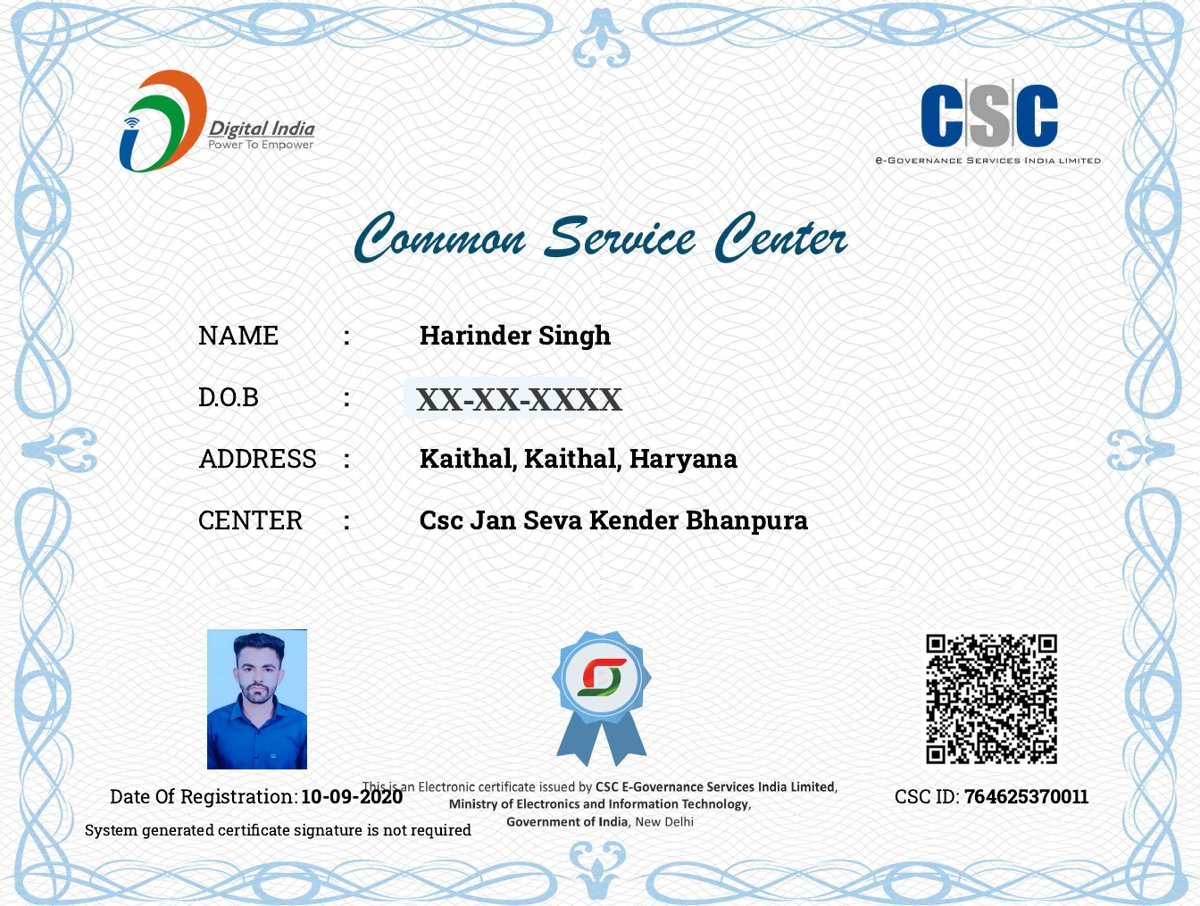 Digital India
Power To Empower
CSC
e-Governance Services India Limited
Common Service Center
NAME : Harinder Singh
D.O.B : XX-XX-XXXX
ADDRESS : Kaithal, Kaithal, Haryana
CENTER : Csc Jan Seva Kender Bhanpura
This is an Electronic certificate issued by CSC E-Governance Services India Limited,
Ministry of Electronics and Information Technology,
Government of India, New Delhi
Date Of Registration: 10-09-2020
System generated certificate signature is not required
CSC ID: 764625370011